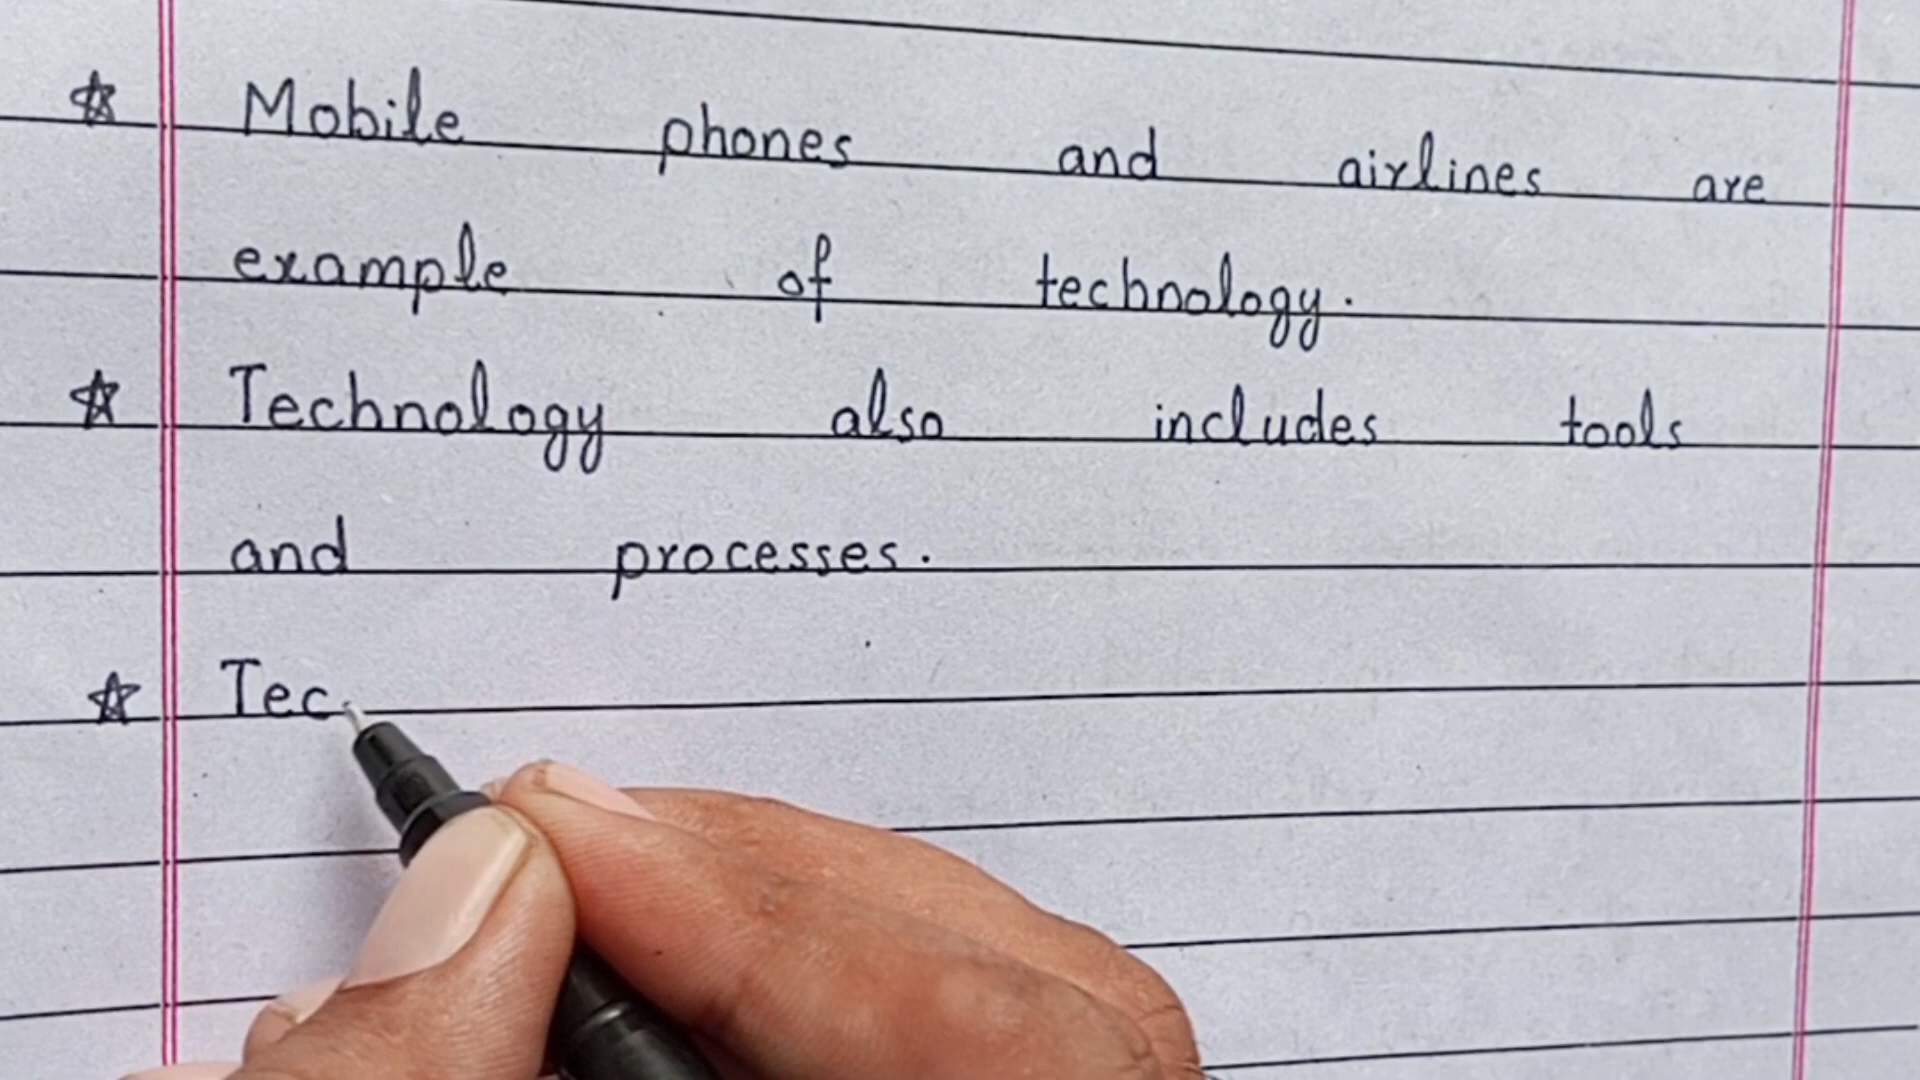 ☆ Mobile phones and airlines are
example of technology.
☆ Technology also includes tools
and processes.
☆ Tec